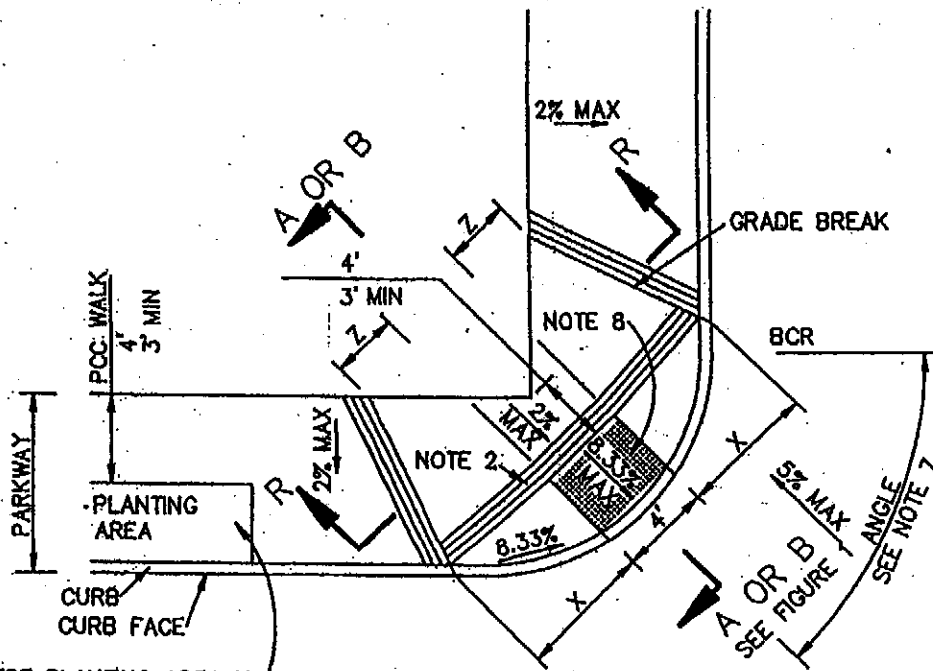 2% MAX
R
A OR B
Z
GRADE BREAK
4'
3' MIN
PCC WALK
4'
3' MIN
Z
NOTE 8
BCR
2%
MAX
8.33%
MAX
X
PARKWAY
2% MAX
NOTE 2
PLANTING
AREA
R
8.33%
4'
5% MAX
ANGLE
SEE NOTE 7
X
A OR B
SEE FIGURE 1
CURB
CURB FACE